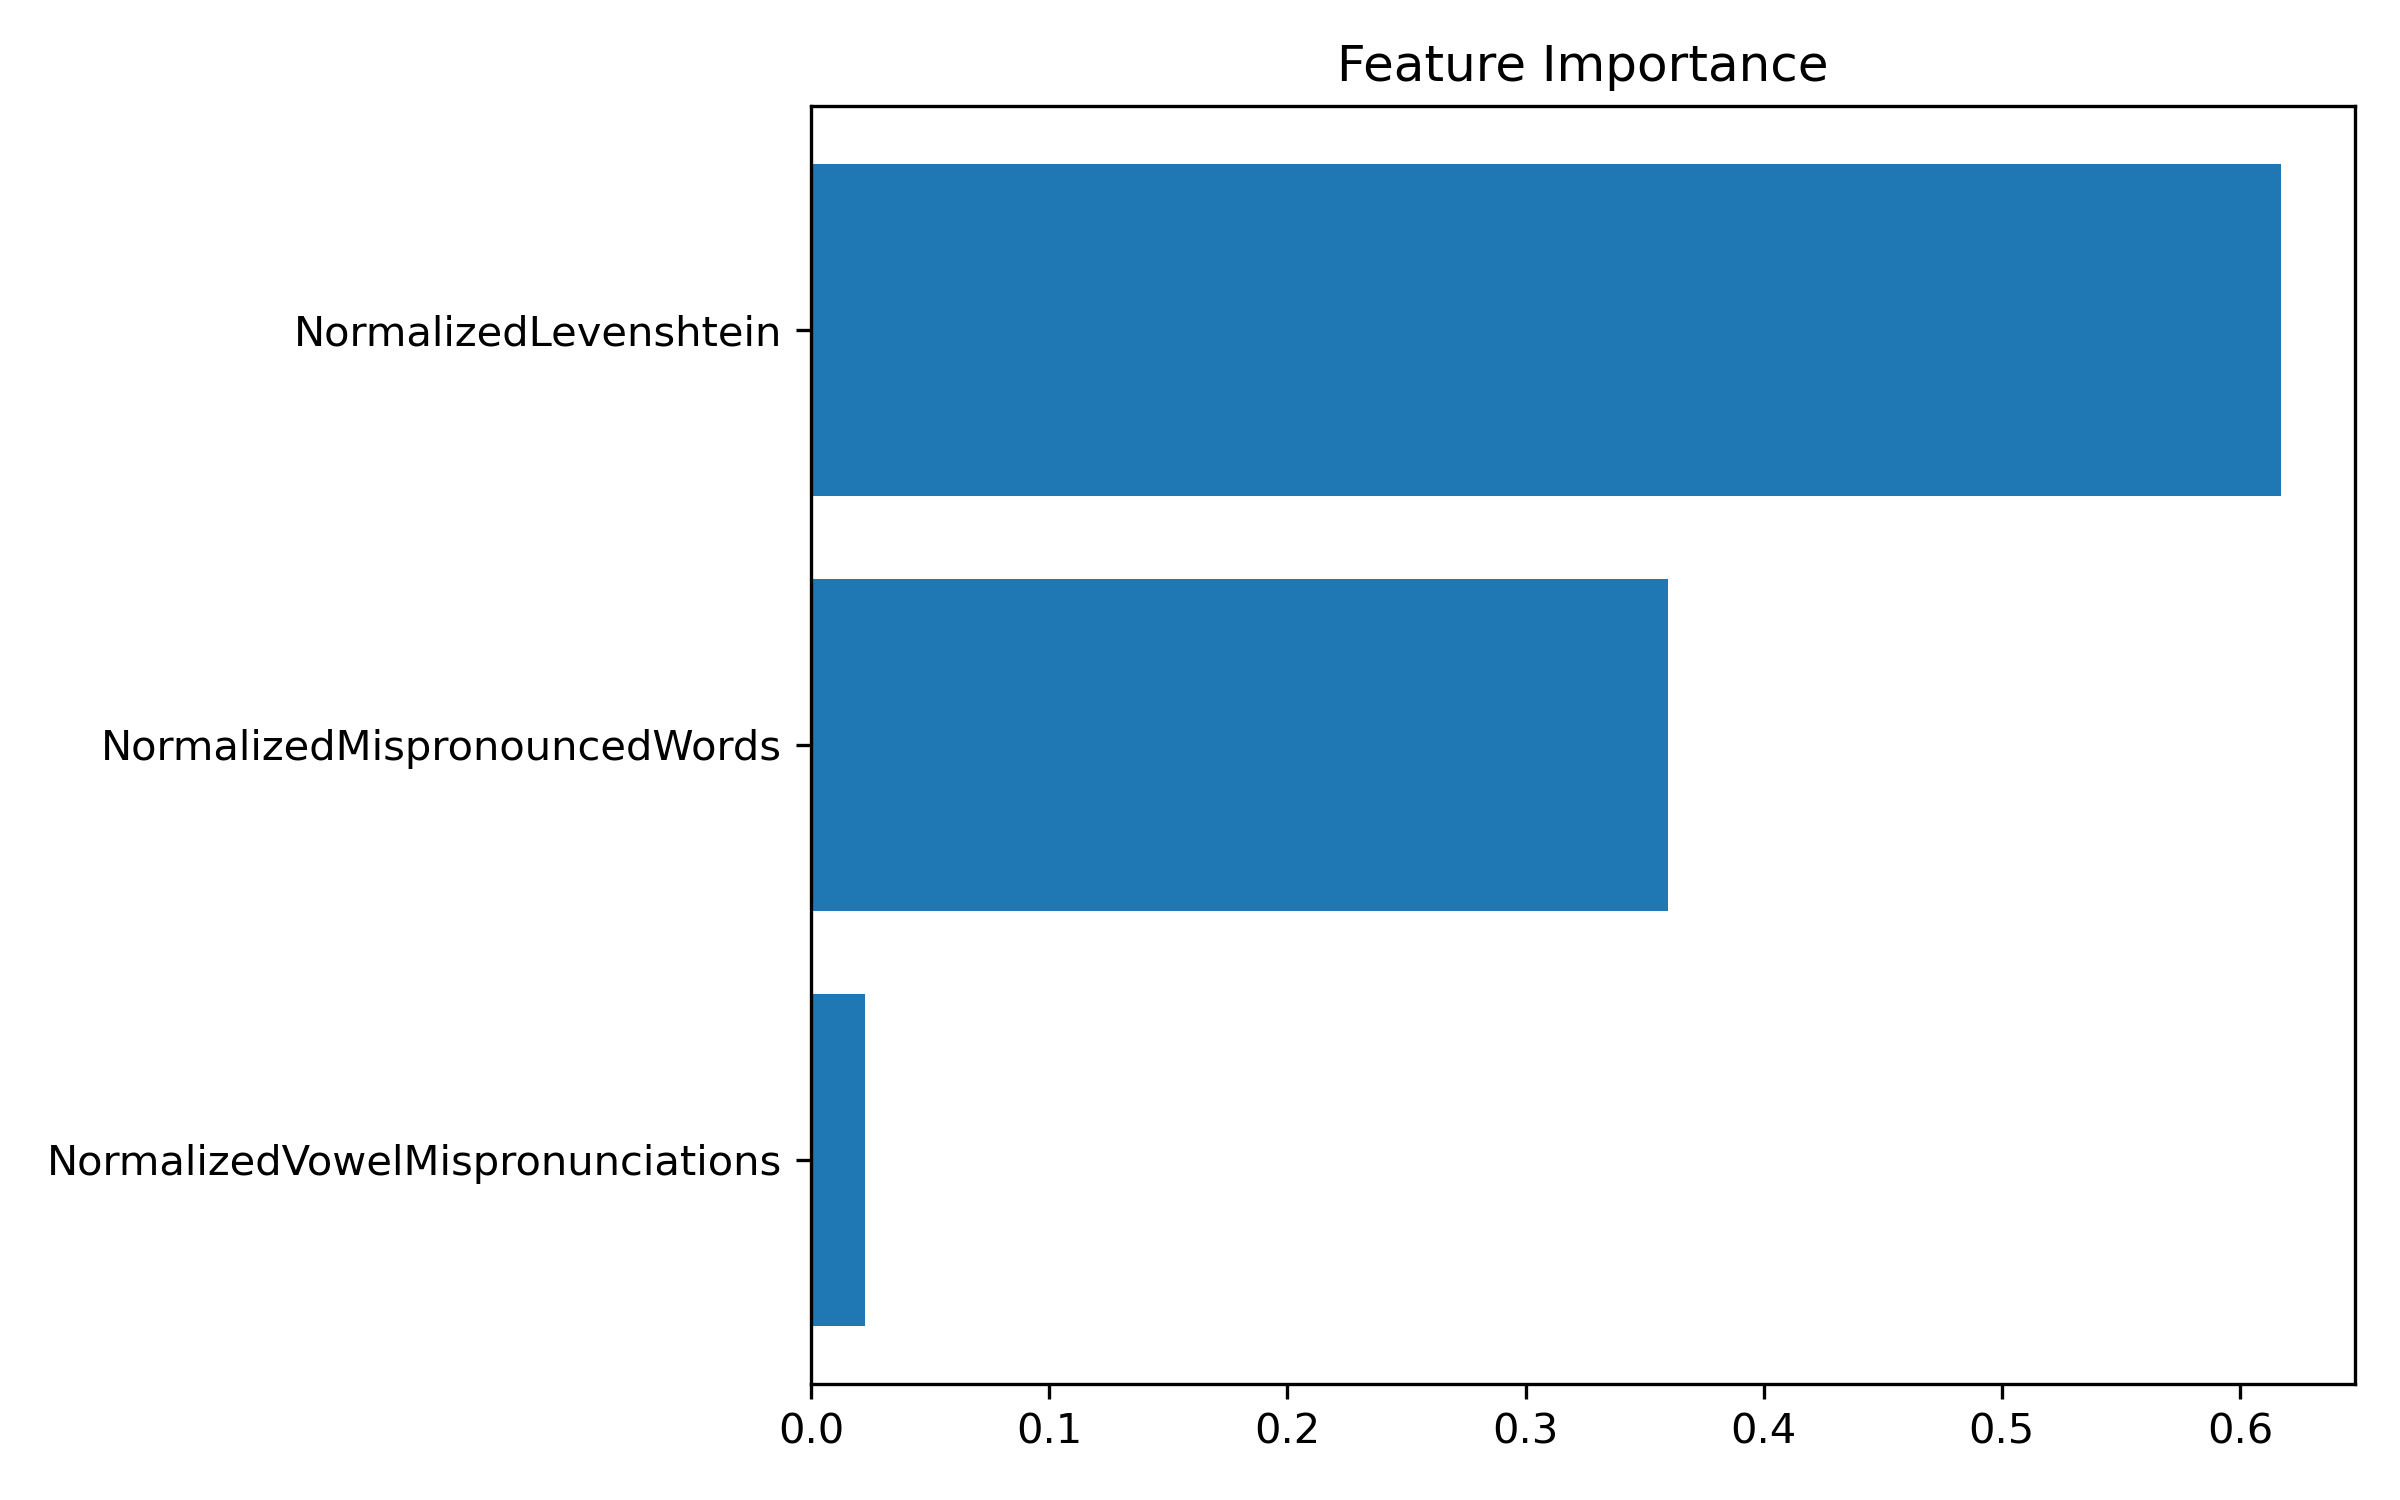 Feature Importance
NormalizedLevenshtein
NormalizedMispronouncedWords
NormalizedVowelMispronunciations
0.0 0.1 0.2 0.3 0.4 0.5 0.6